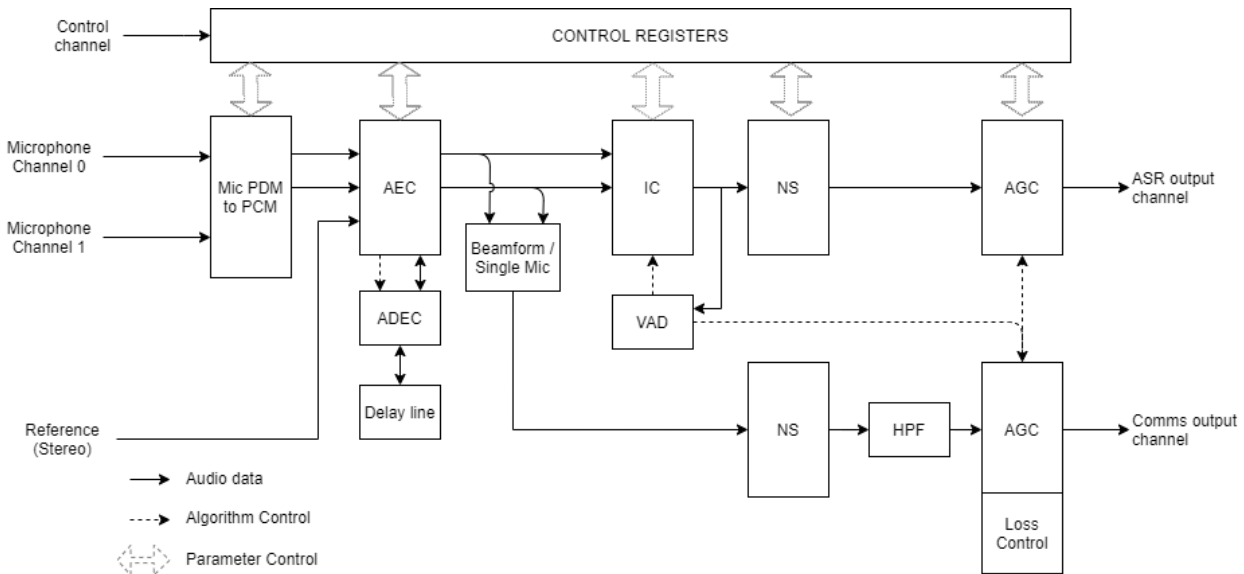 Control
channel
CONTROL REGISTERS
Microphone
Channel 0
Mic PDM
to PCM
AEC
IC
NS
AGC
ASR output
channel
Microphone
Channel 1
Beamform /
Single Mic
ADEC
VAD
Delay line
Reference
(Stereo)
NS
HPF
AGC
Comms output
channel
Loss
Control
Audio data
Algorithm Control
Parameter Control